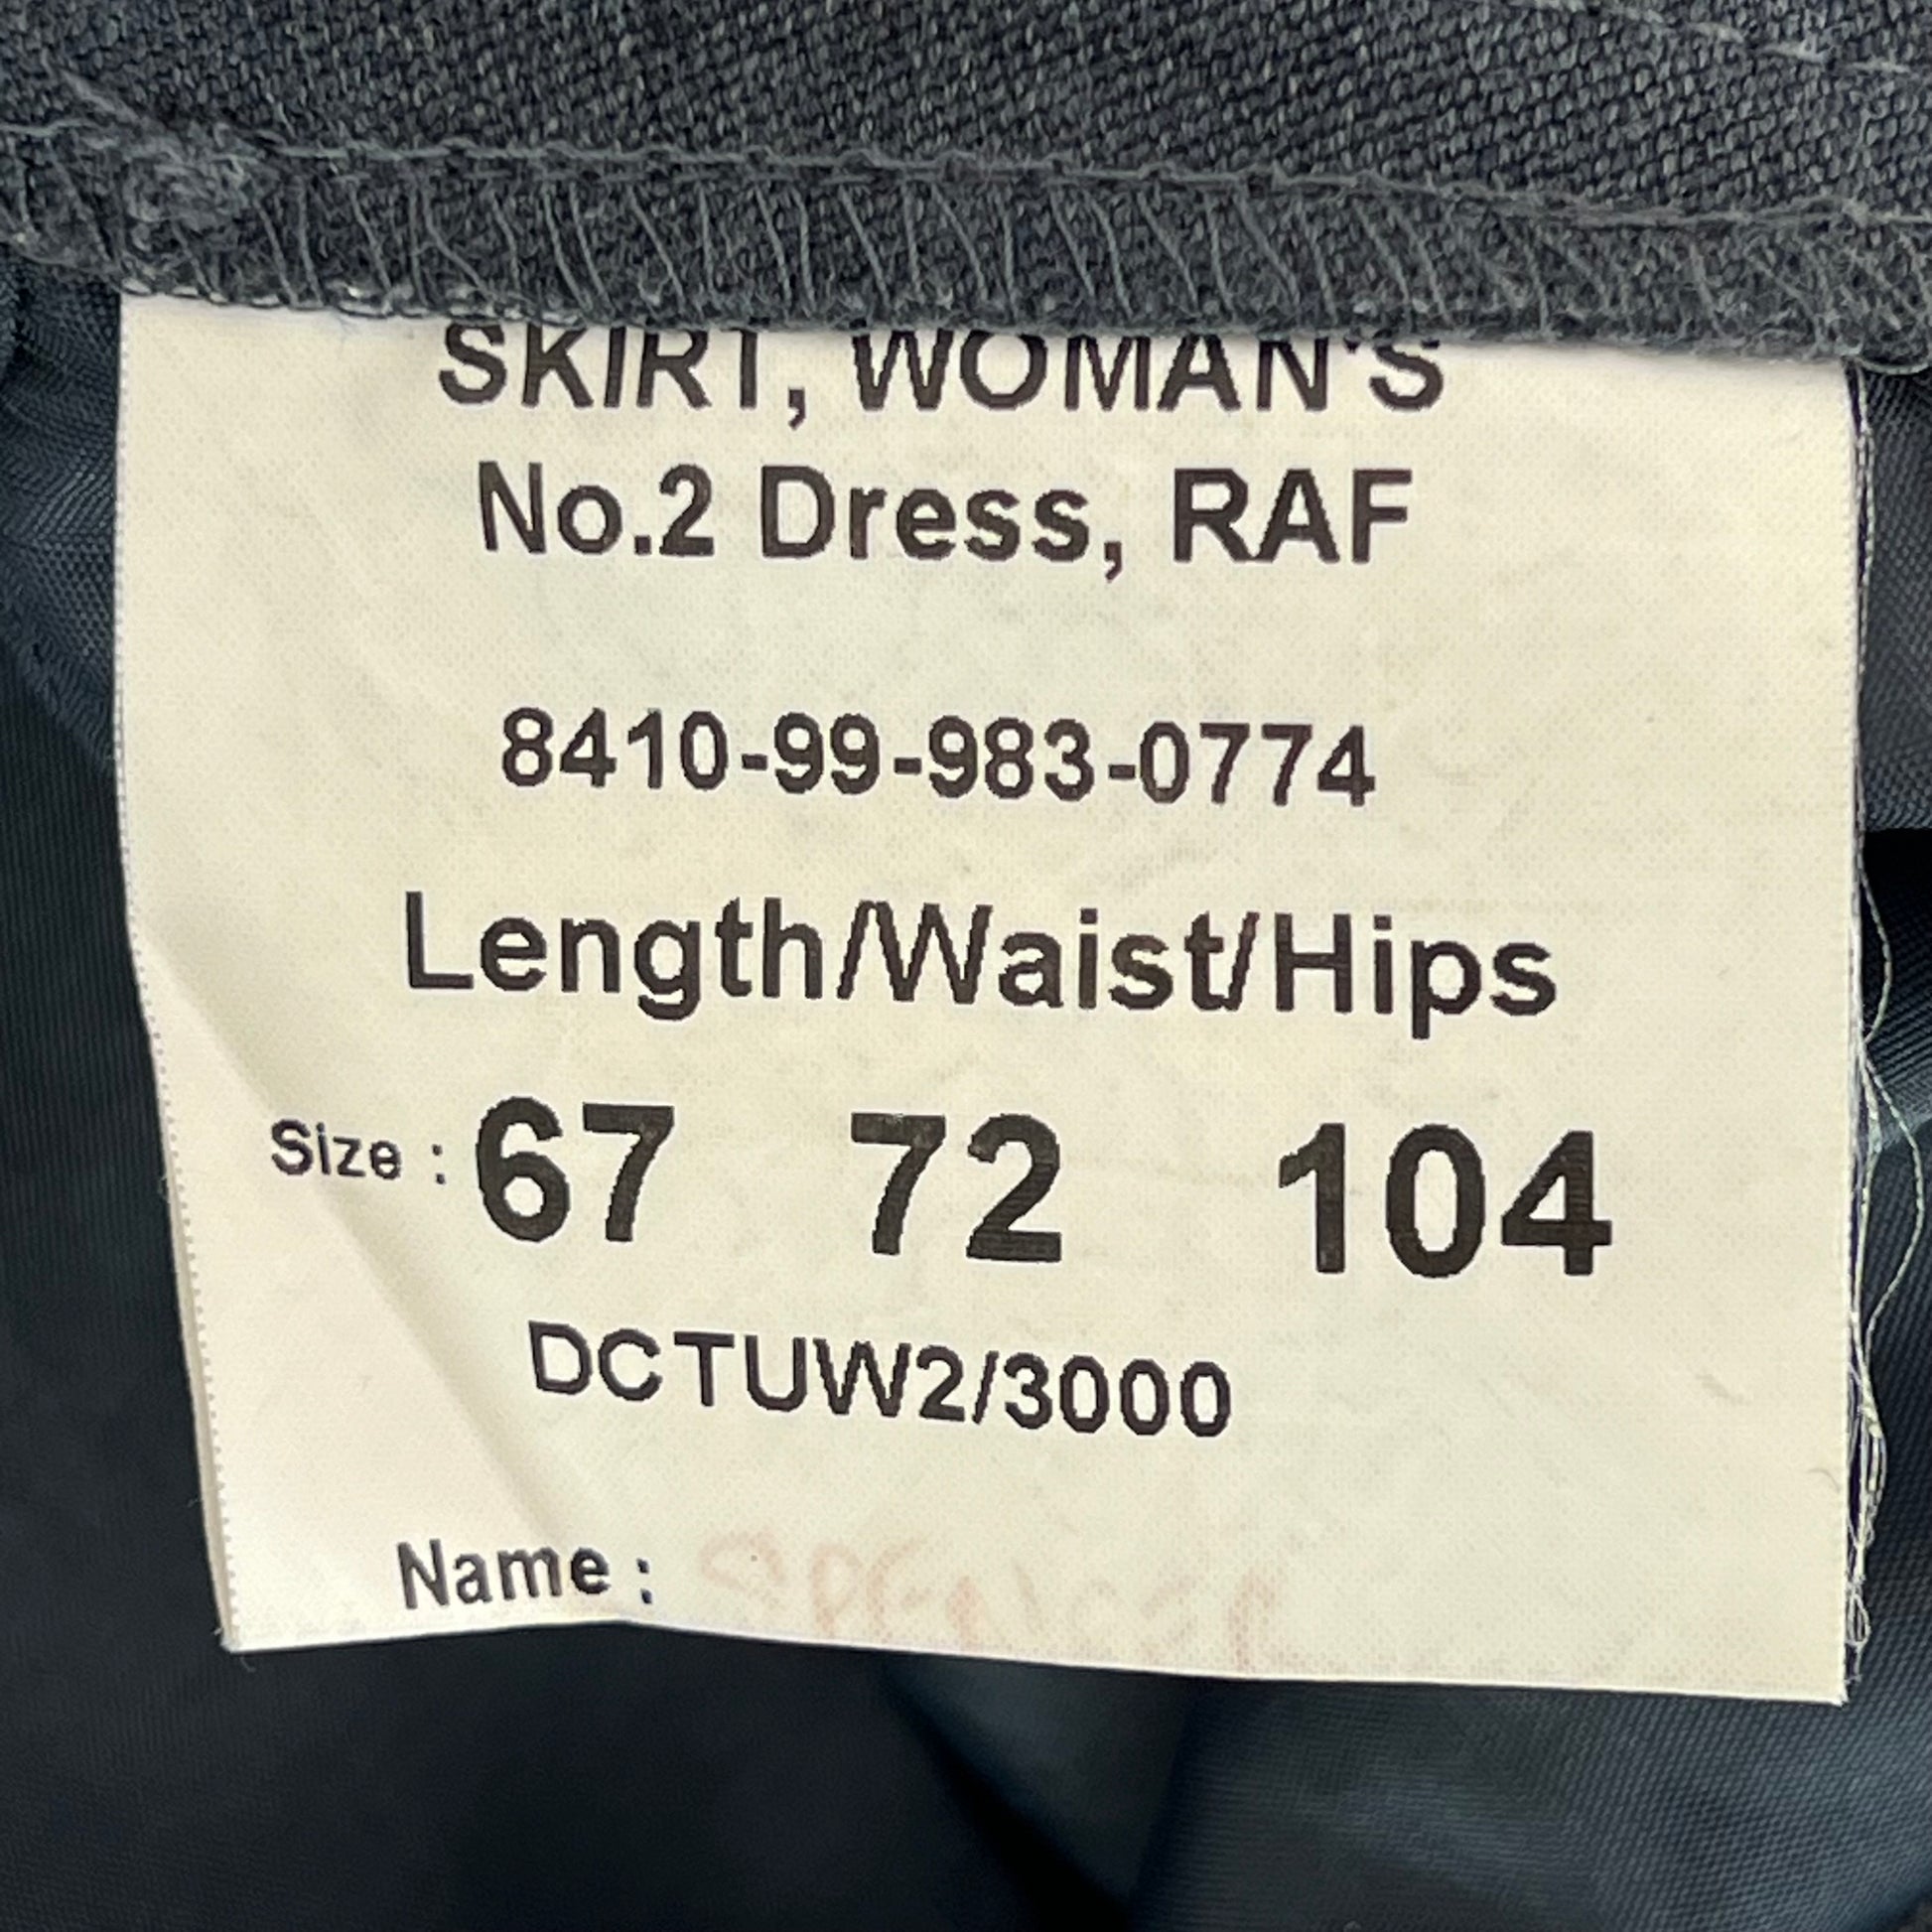 SKIRT, WOMAN'S
No.2 Dress, RAF
8410-99-983-0774
Length/Waist/Hips
Size : 67 72 104
DCTUW2/3000
Name :